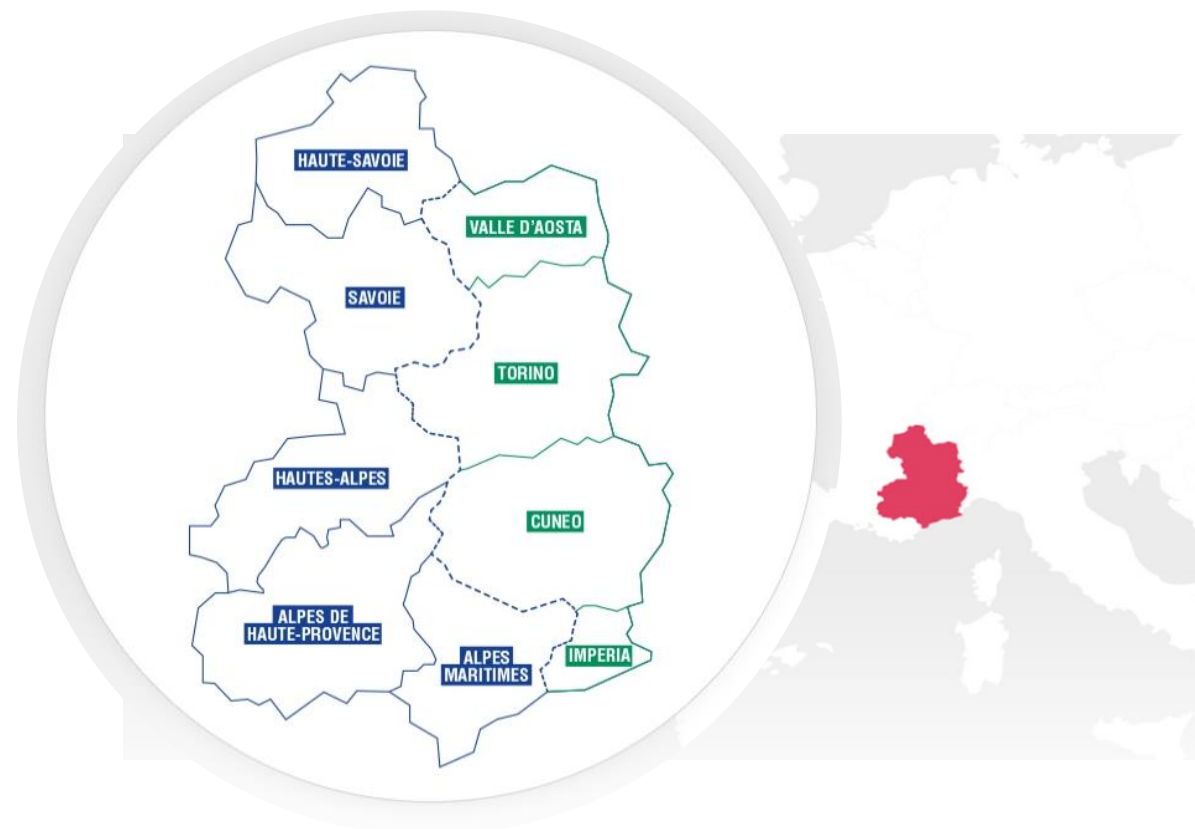 HAUTE-SAVOIE
VALLE D'AOSTA
SAVOIE
TORINO
HAUTES-ALPES
CUNEO
ALPES DE
HAUTE-PROVENCE
ALPES
MARITIMES
IMPERIA